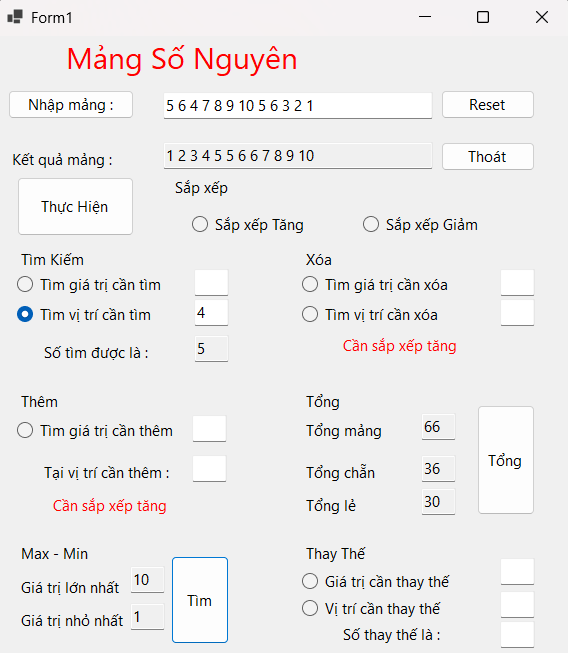 Form1
Mảng Số Nguyên
Nhập mảng : 5 6 4 7 8 9 10 5 6 3 2 1 Reset
Kết quả mảng : 1 2 3 4 5 5 6 6 7 8 9 10 Thoát
Thực Hiện
Sắp xếp
Sắp xếp Tăng Sắp xếp Giảm
Tìm Kiếm
Tìm giá trị cần tìm
Tìm vị trí cần tìm 4
Số tìm được là : 5
Xóa
Tìm giá trị cần xóa
Tìm vị trí cần xóa
Cần sắp xếp tăng
Thêm
Tìm giá trị cần thêm
Tại vị trí cần thêm :
Cần sắp xếp tăng
Tổng
Tổng mảng 66
Tổng chẵn 36
Tổng lẻ 30
Tổng
Max - Min
Giá trị lớn nhất 10
Giá trị nhỏ nhất 1
Tìm
Thay Thế
Giá trị cần thay thế
Vị trí cần thay thế
Số thay thế là :